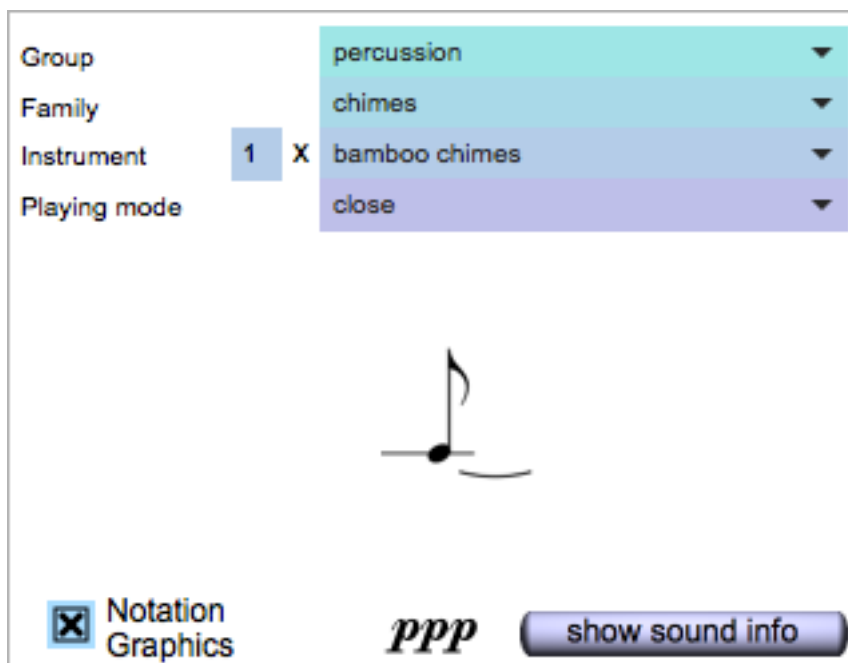 Group percussion
Family chimes
Instrument 1 X bamboo chimes
Playing mode close
Notation
Graphics
ppp show sound info